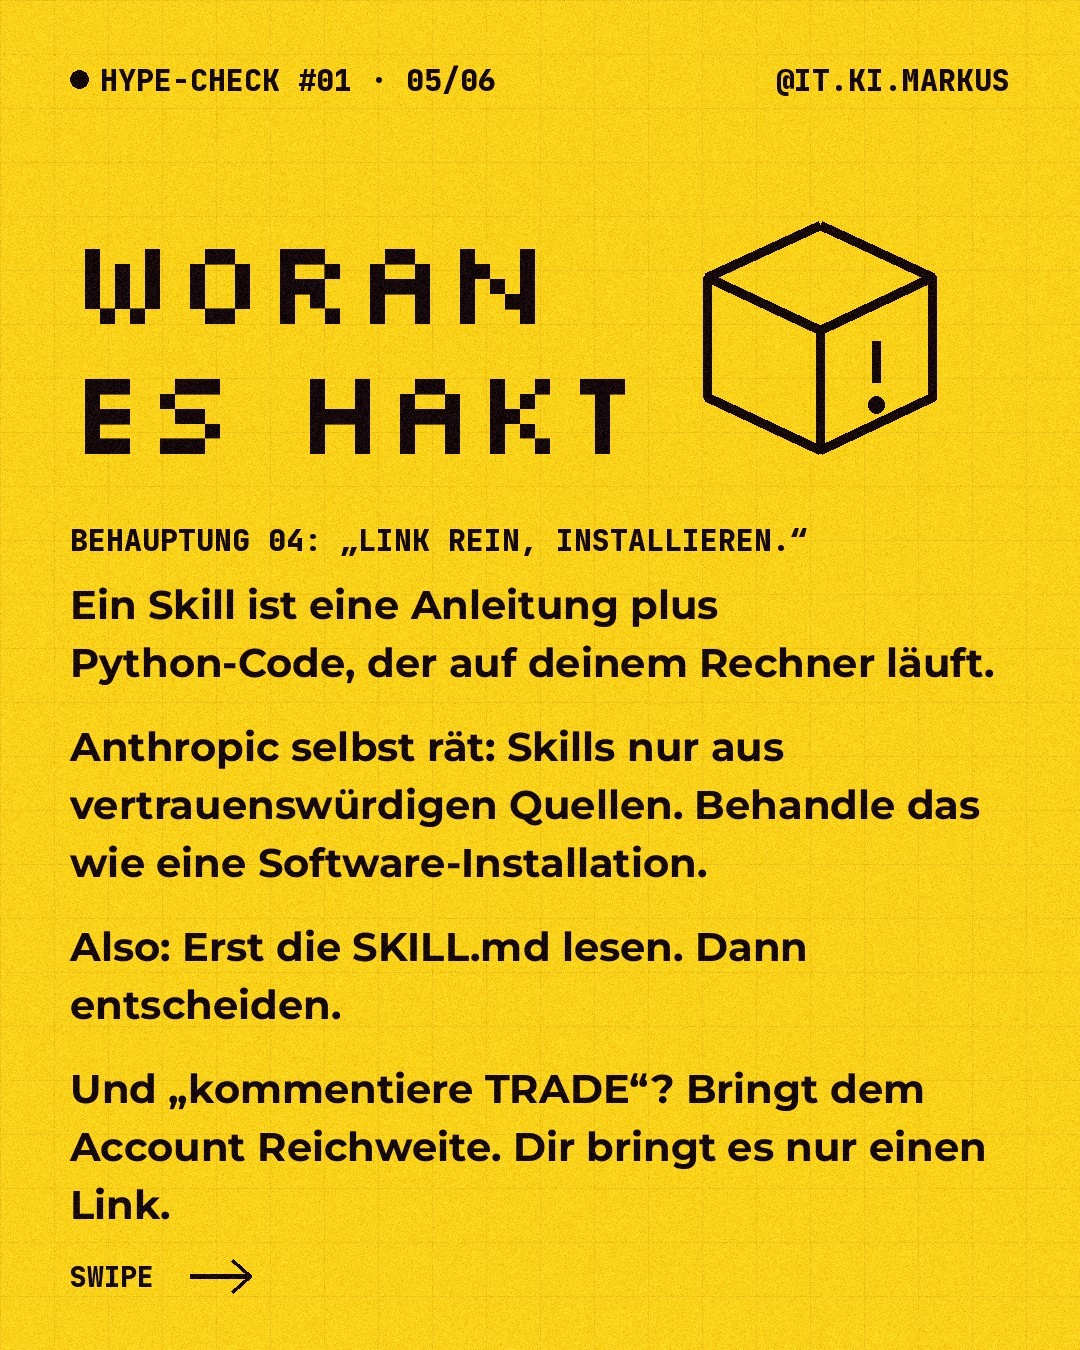 HYPE-CHECK #01 · 05/06
@IT.KI.MARKUS
WORAN
ES HAKT
!
BEHAUPTUNG 04: „LINK REIN, INSTALLIEREN.“
Ein Skill ist eine Anleitung plus
Python-Code, der auf deinem Rechner läuft.
Anthropic selbst rät: Skills nur aus
vertrauenswürdigen Quellen. Behandle das
wie eine Software-Installation.
Also: Erst die SKILL.md lesen. Dann
entscheiden.
Und „kommentiere TRADE“? Bringt dem
Account Reichweite. Dir bringt es nur einen
Link.
SWIPE